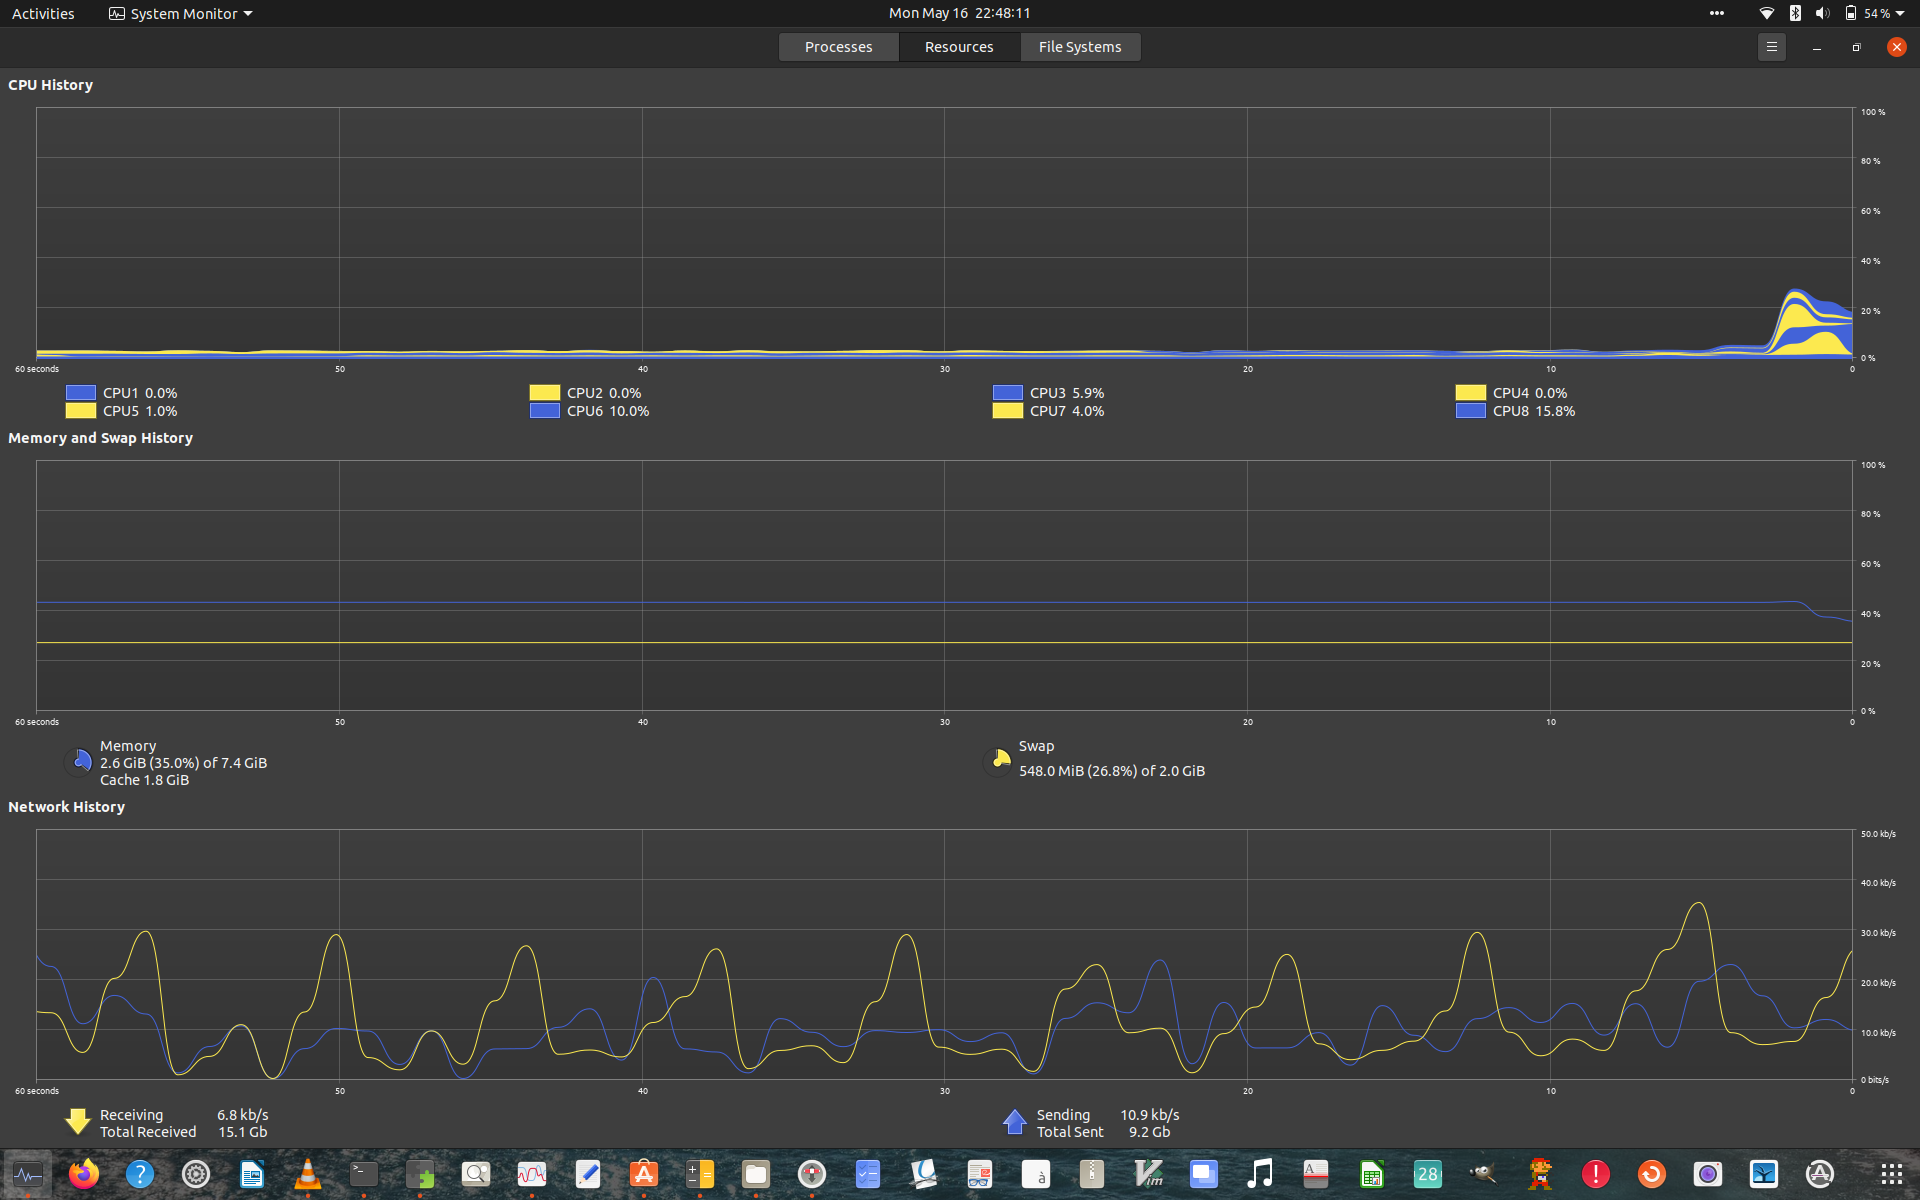 Activities System Monitor Mon May 16 22:48:11 54 %
Processes Resources File Systems
CPU History
100 %
80 %
60 %
40 %
20 %
0 %
60 seconds 50 40 30 20 10 0
CPU1 0.0% CPU2 0.0% CPU3 5.9% CPU4 0.0%
CPU5 1.0% CPU6 10.0% CPU7 4.0% CPU8 15.8%
Memory and Swap History
100 %
80 %
60 %
40 %
20 %
0 %
60 seconds 50 40 30 20 10 0
Memory
2.6 GiB (35.0%) of 7.4 GiB
Cache 1.8 GiB
Swap
548.0 MiB (26.8%) of 2.0 GiB
Network History
50.0 kb/s
40.0 kb/s
30.0 kb/s
20.0 kb/s
10.0 kb/s
0 bits/s
60 seconds 50 40 30 20 10 0
Receiving 6.8 kb/s
Total Received 15.1 Gb
Sending 10.9 kb/s
Total Sent 9.2 Gb
? >_ A à Vim A 28 !